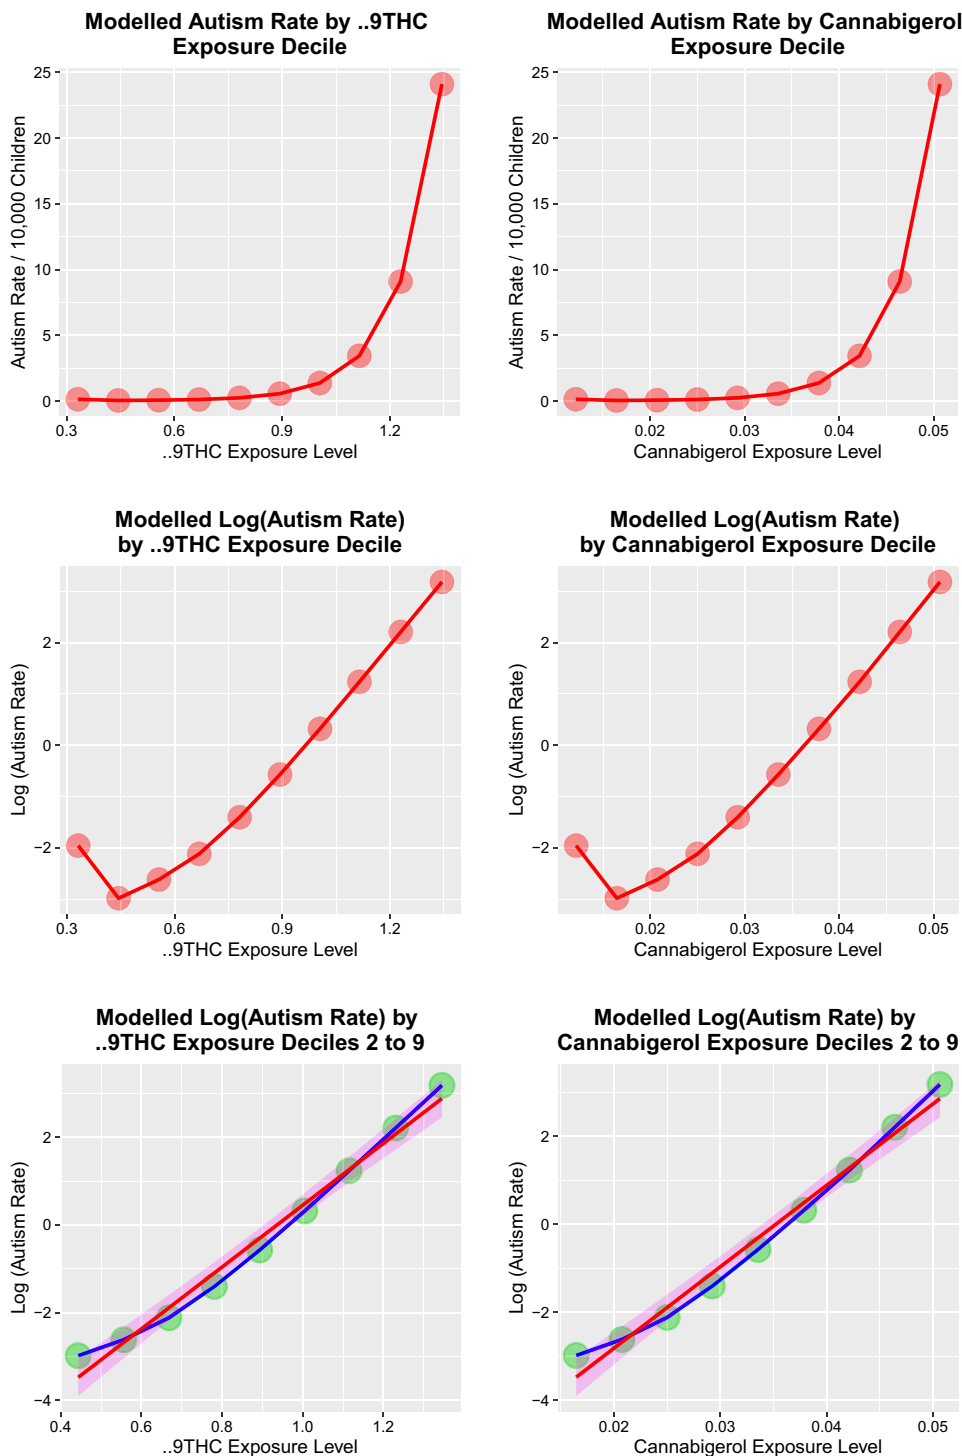 Modelled Autism Rate by ..9THC
Exposure Decile
Autism Rate / 10,000 Children
25
20
15
10
5
0
0.3 0.6 0.9 1.2
..9THC Exposure Level
Modelled Autism Rate by Cannabigerol
Exposure Decile
Autism Rate / 10,000 Children
25
20
15
10
5
0
0.02 0.03 0.04 0.05
Cannabigerol Exposure Level
Modelled Log(Autism Rate)
by ..9THC Exposure Decile
Log (Autism Rate)
2
0
−2
0.3 0.6 0.9 1.2
..9THC Exposure Level
Modelled Log(Autism Rate)
by Cannabigerol Exposure Decile
Log (Autism Rate)
2
0
−2
0.02 0.03 0.04 0.05
Cannabigerol Exposure Level
Modelled Log(Autism Rate) by
..9THC Exposure Deciles 2 to 9
Log (Autism Rate)
2
0
−2
−4
0.4 0.6 0.8 1.0 1.2
..9THC Exposure Level
Modelled Log(Autism Rate) by
Cannabigerol Exposure Deciles 2 to 9
Log (Autism Rate)
2
0
−2
−4
0.02 0.03 0.04 0.05
Cannabigerol Exposure Level